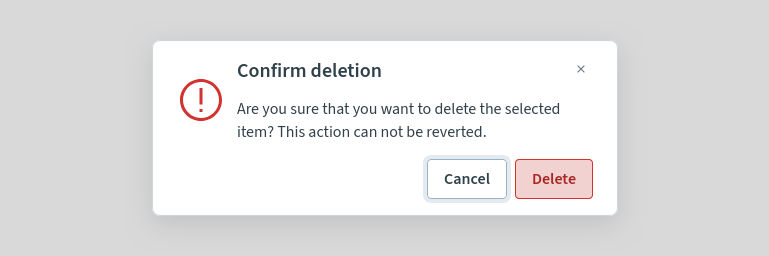 Confirm deletion
×
Are you sure that you want to delete the selected
item? This action can not be reverted.
Cancel
Delete